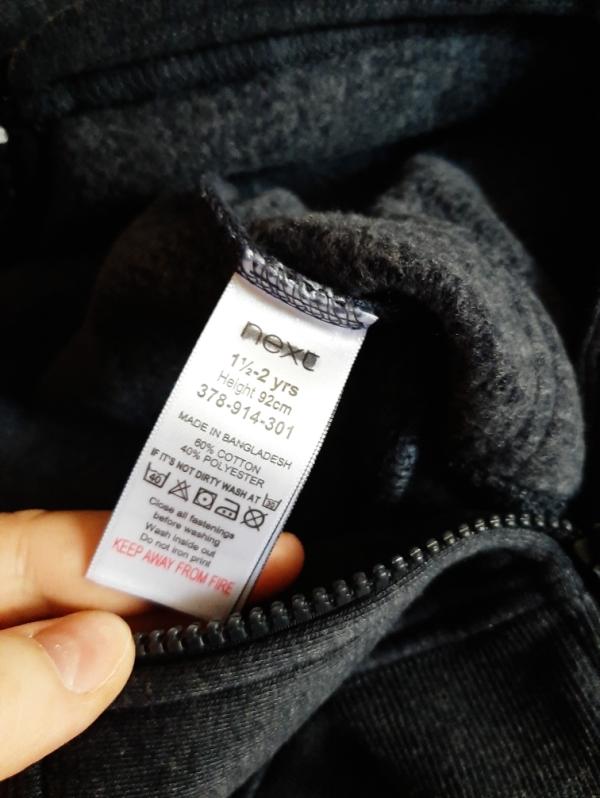 next
1½-2 yrs
Height 92cm
378-914-301
MADE IN BANGLADESH
60% COTTON
40% POLYESTER
IF IT'S NOT DIRTY WASH AT 30
40
Close all fastenings
before washing
Wash inside out
Do not iron print
KEEP AWAY FROM FIRE